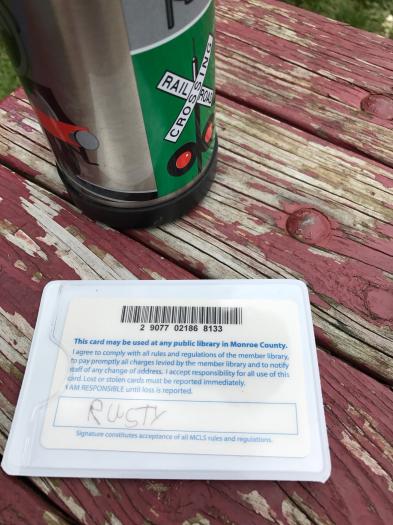 RAIL ROAD
CROSSING
2 9077 02186 8133
This card may be used at any public library in Monroe County.
I agree to comply with all rules and regulations of the member library,
to pay promptly all charges levied by the member library and to notify
staff of any change of address. I accept responsibility for all use of this
card. Lost or stolen cards must be reported immediately.
I AM RESPONSIBLE until loss is reported.
RUSTY
Signature constitutes acceptance of all MCLS rules and regulations.